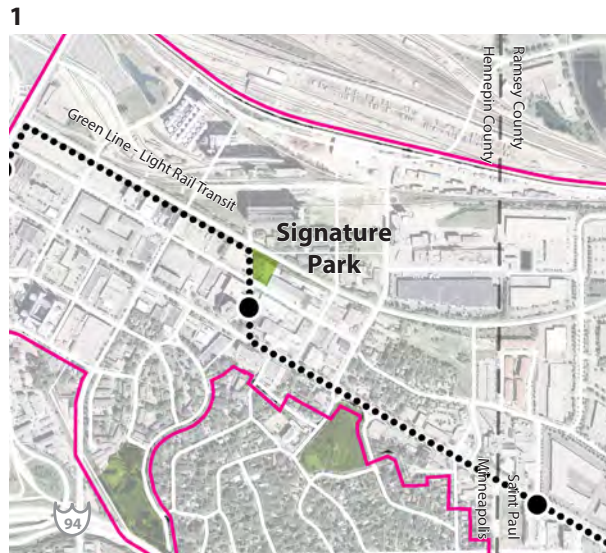 1
Green Line - Light Rail Transit
Hennepin County
Ramsey County
Signature
Park
Minneapolis
Saint Paul
94